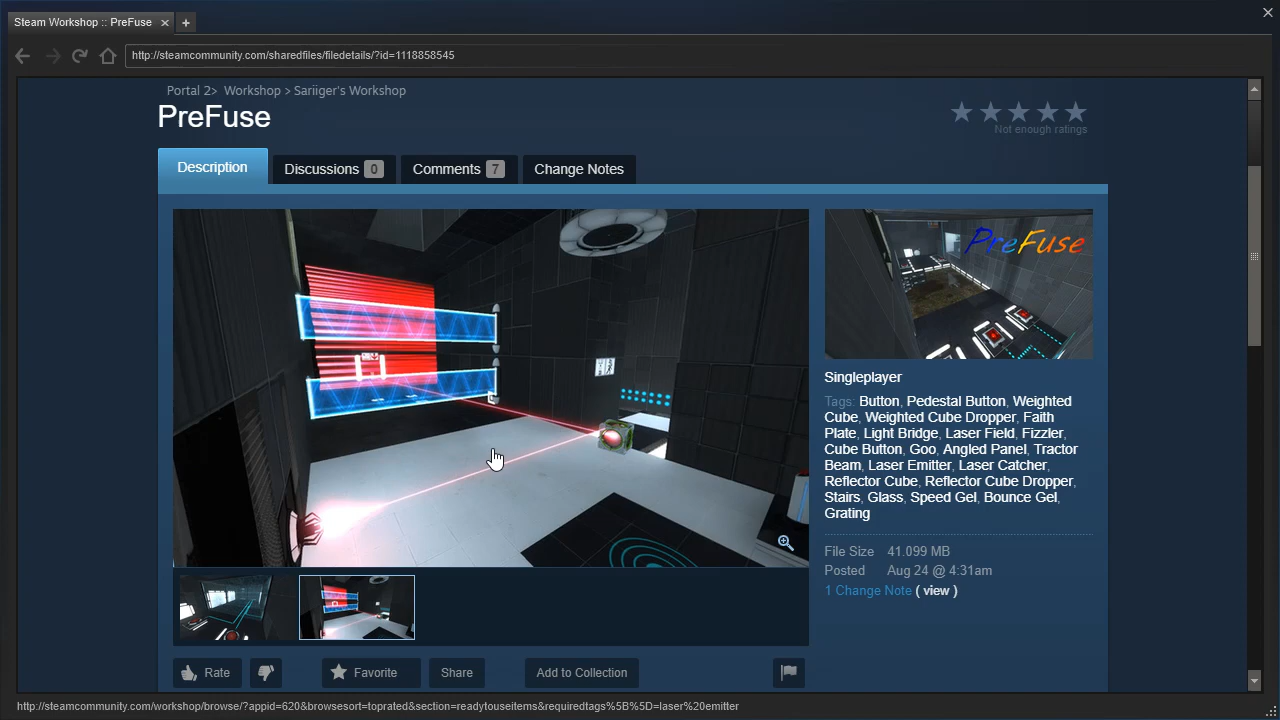 Steam Workshop :: PreFuse
http://steamcommunity.com/sharedfiles/filedetails/?id=1118858545
Portal 2> Workshop > Sariiger's Workshop
PreFuse
Not enough ratings
Description
Discussions 0
Comments 7
Change Notes
PreFuse
Singleplayer
Tags: Button, Pedestal Button, Weighted
Cube, Weighted Cube Dropper, Faith
Plate, Light Bridge, Laser Field, Fizzler,
Cube Button, Goo, Angled Panel, Tractor
Beam, Laser Emitter, Laser Catcher,
Reflector Cube, Reflector Cube Dropper,
Stairs, Glass, Speed Gel, Bounce Gel,
Grating
File Size 41.099 MB
Posted Aug 24 @ 4:31am
1 Change Note ( view )
Rate
Favorite
Share
Add to Collection
http://steamcommunity.com/workshop/browse/?appid=620&browsesort=toprated&section=readytouseitems&requiredtags%5B%5D=laser%20emitter